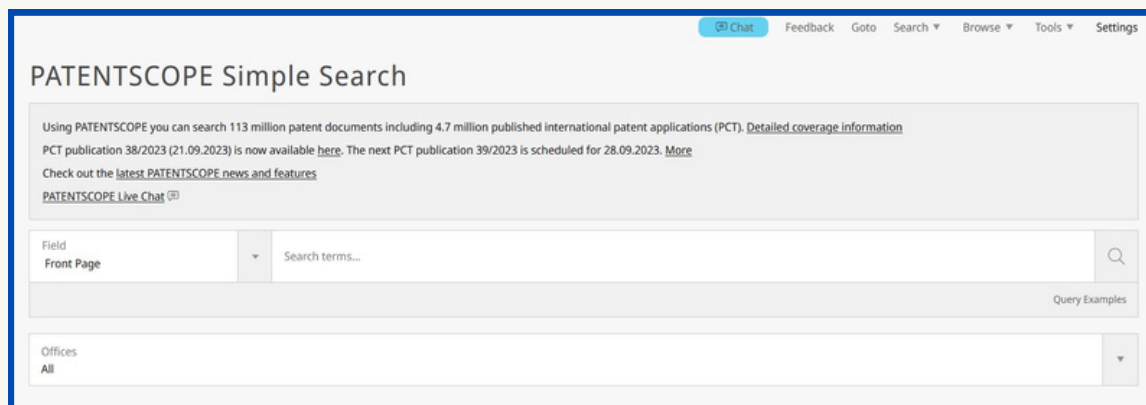 Chat Feedback Goto Search Browse Tools Settings
PATENTSCOPE Simple Search
Using PATENTSCOPE you can search 113 million patent documents including 4.7 million published international patent applications (PCT). Detailed coverage information
PCT publication 38/2023 (21.09.2023) is now available here. The next PCT publication 39/2023 is scheduled for 28.09.2023. More
Check out the latest PATENTSCOPE news and features
PATENTSCOPE Live Chat
Field
Front Page
Search terms...
Query Examples
Offices
All